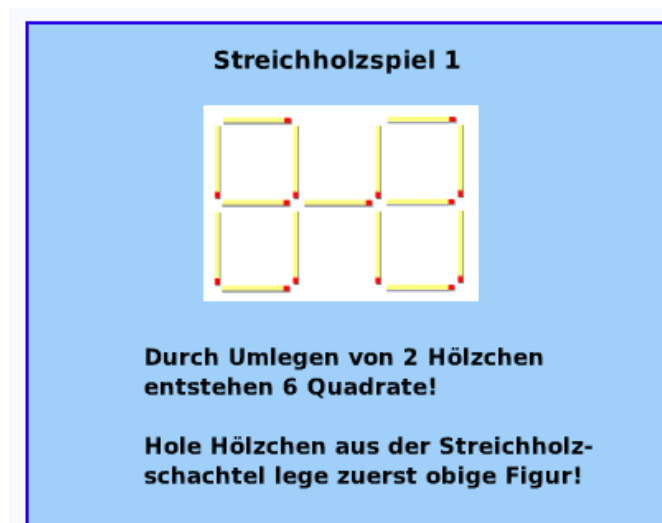 Streichholzspiel 1
Durch Umlegen von 2 Hölzchen
entstehen 6 Quadrate!
Hole Hölzchen aus der Streichholz-
schachtel lege zuerst obige Figur!